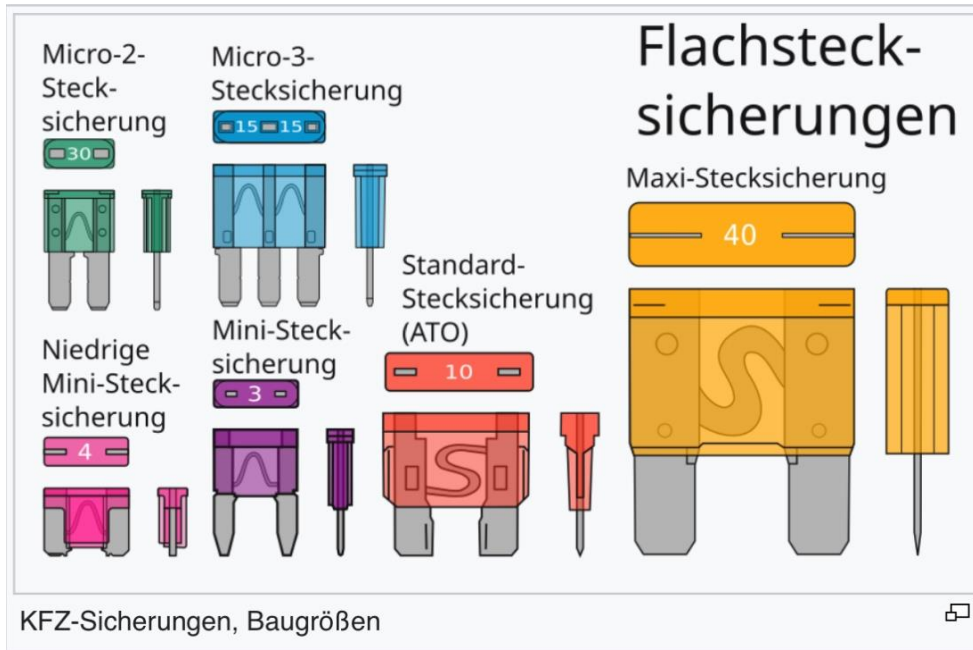 Flachsteck-
sicherungen
Micro-2-
Steck-
sicherung
30
Micro-3-
Stecksicherung
15 15
Maxi-Stecksicherung
40
Standard-
Stecksicherung
(ATO)
10
Mini-Steck-
sicherung
3
Niedrige
Mini-Steck-
sicherung
4
KFZ-Sicherungen, Baugrößen